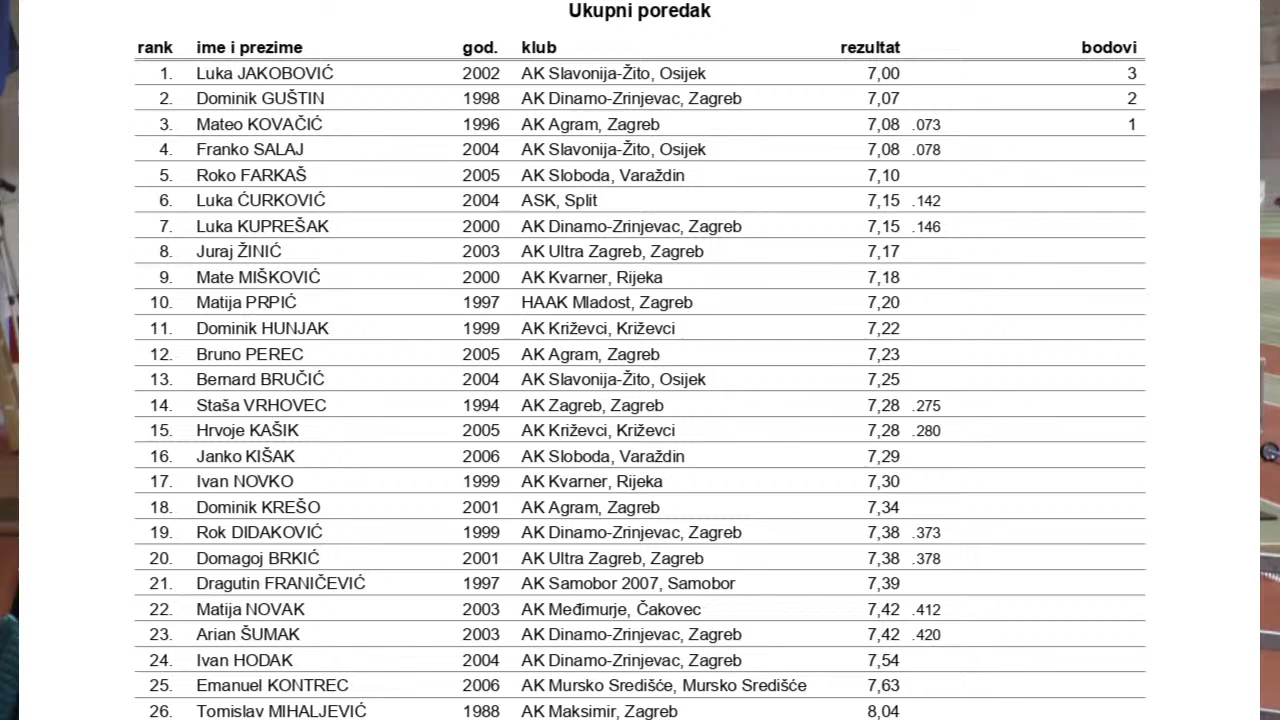 Ukupni poredak
rank ime i prezime god. klub rezultat bodovi
1. Luka JAKOBOVIĆ 2002 AK Slavonija-Žito, Osijek 7,00 3
2. Dominik GUŠTIN 1998 AK Dinamo-Zrinjevac, Zagreb 7,07 2
3. Mateo KOVAČIĆ 1996 AK Agram, Zagreb 7,08 .073 1
4. Franko SALAJ 2004 AK Slavonija-Žito, Osijek 7,08 .078
5. Roko FARKAŠ 2005 AK Sloboda, Varaždin 7,10
6. Luka ĆURKOVIĆ 2004 ASK, Split 7,15 .142
7. Luka KUPREŠAK 2000 AK Dinamo-Zrinjevac, Zagreb 7,15 .146
8. Juraj ŽINIĆ 2003 AK Ultra Zagreb, Zagreb 7,17
9. Mate MIŠKOVIĆ 2000 AK Kvarner, Rijeka 7,18
10. Matija PRPIĆ 1997 HAAK Mladost, Zagreb 7,20
11. Dominik HUNJAK 1999 AK Križevci, Križevci 7,22
12. Bruno PEREC 2005 AK Agram, Zagreb 7,23
13. Bernard BRUČIĆ 2004 AK Slavonija-Žito, Osijek 7,25
14. Staša VRHOVEC 1994 AK Zagreb, Zagreb 7,28 .275
15. Hrvoje KAŠIK 2005 AK Križevci, Križevci 7,28 .280
16. Janko KIŠAK 2006 AK Sloboda, Varaždin 7,29
17. Ivan NOVKO 1999 AK Kvarner, Rijeka 7,30
18. Dominik KREŠO 2001 AK Agram, Zagreb 7,34
19. Rok DIDAKOVIĆ 1999 AK Dinamo-Zrinjevac, Zagreb 7,38 .373
20. Domagoj BRKIĆ 2001 AK Ultra Zagreb, Zagreb 7,38 .378
21. Dragutin FRANIČEVIĆ 1997 AK Samobor 2007, Samobor 7,39
22. Matija NOVAK 2003 AK Međimurje, Čakovec 7,42 .412
23. Arian ŠUMAK 2003 AK Dinamo-Zrinjevac, Zagreb 7,42 .420
24. Ivan HODAK 2004 AK Dinamo-Zrinjevac, Zagreb 7,54
25. Emanuel KONTREC 2006 AK Mursko Središće, Mursko Središće 7,63
26. Tomislav MIHALJEVIĆ 1988 AK Maksimir, Zagreb 8,04